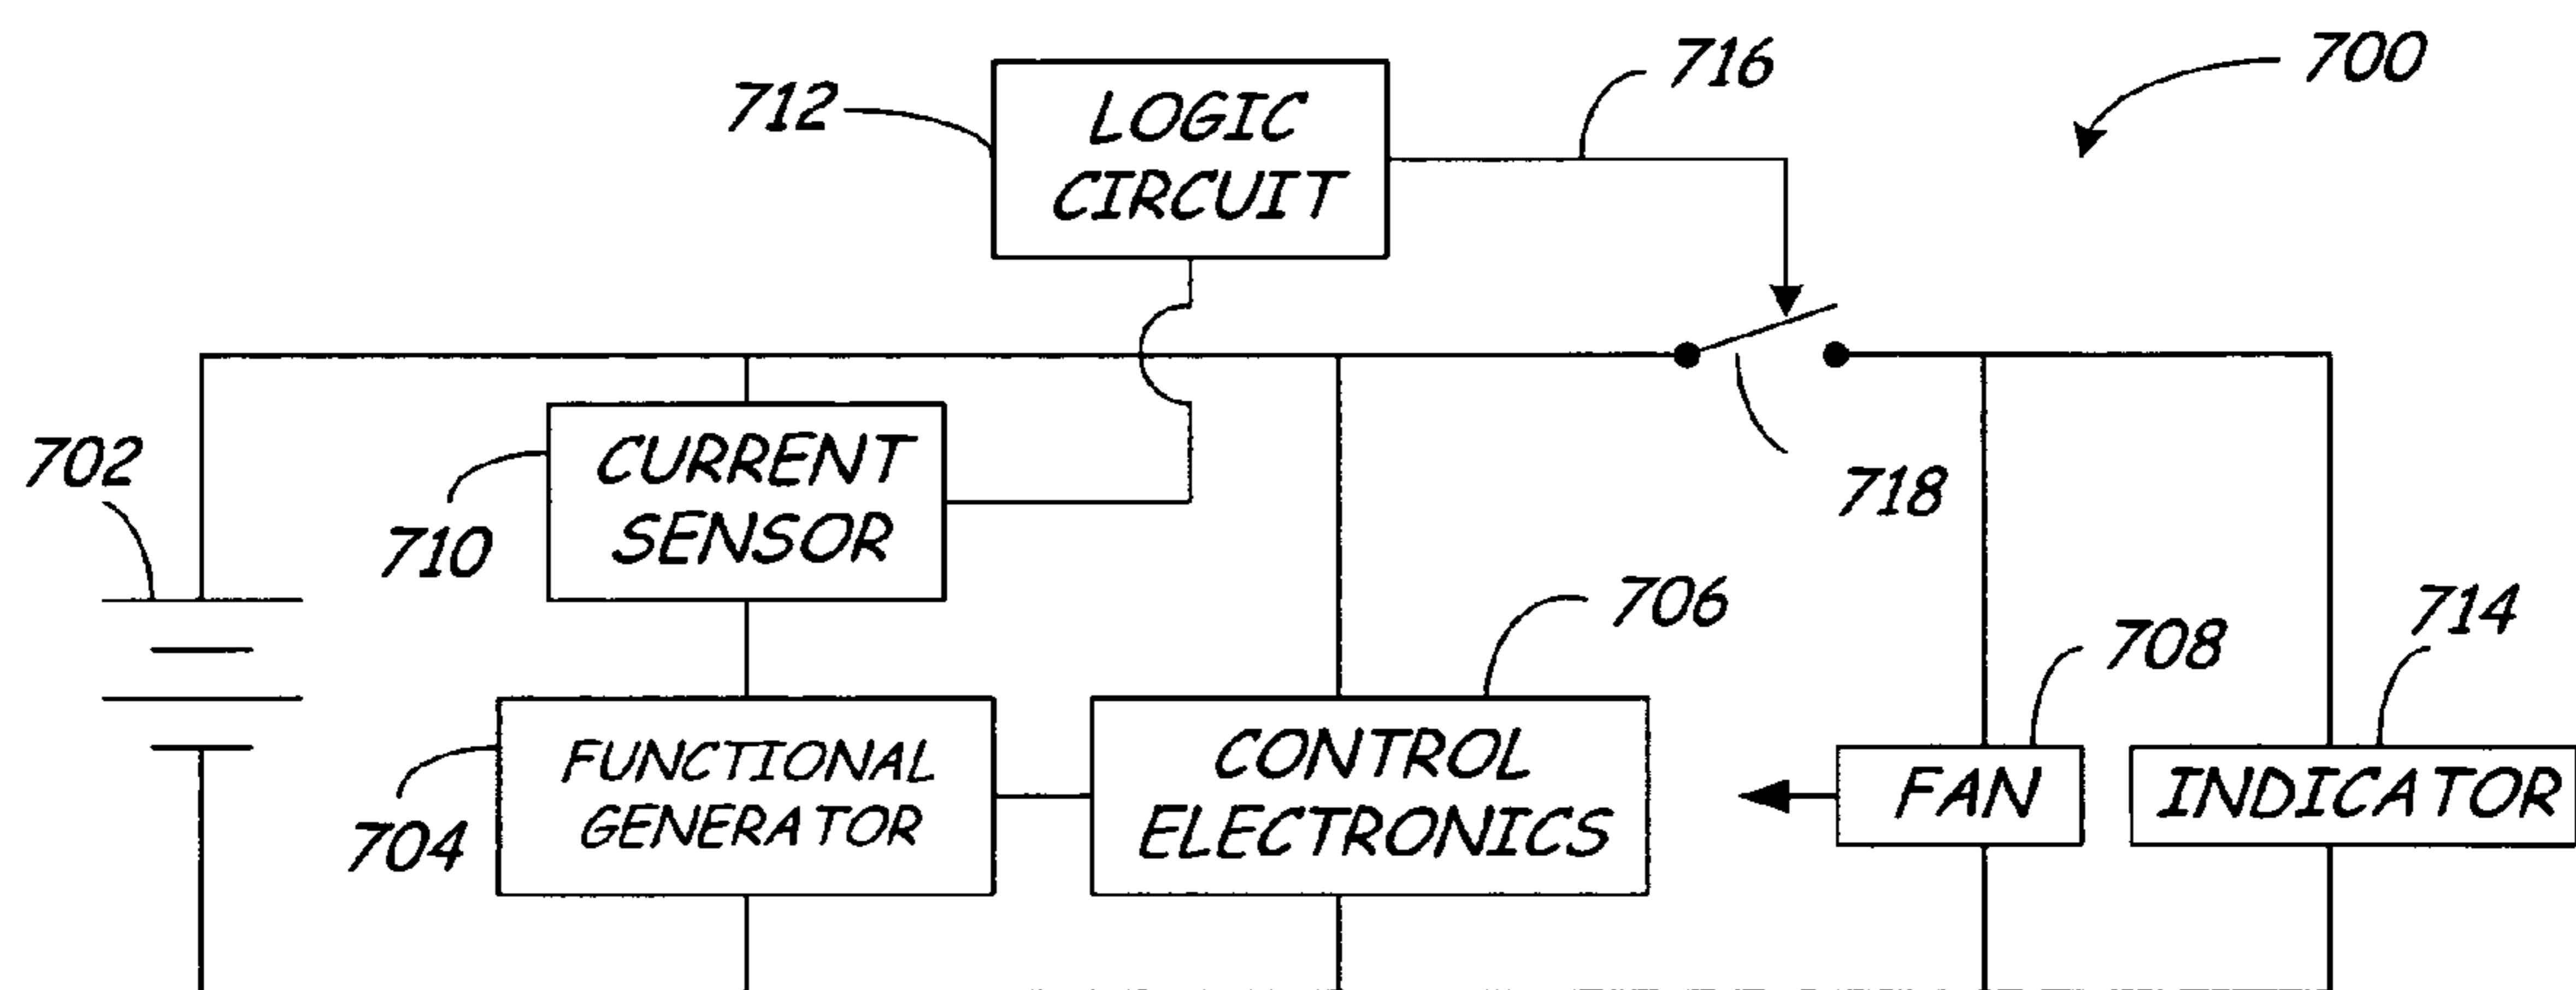 700
716
712
LOGIC
CIRCUIT
702
710
CURRENT
SENSOR
718
706
714
708
704
FUNCTIONAL
GENERATOR
CONTROL
ELECTRONICS
FAN
INDICATOR